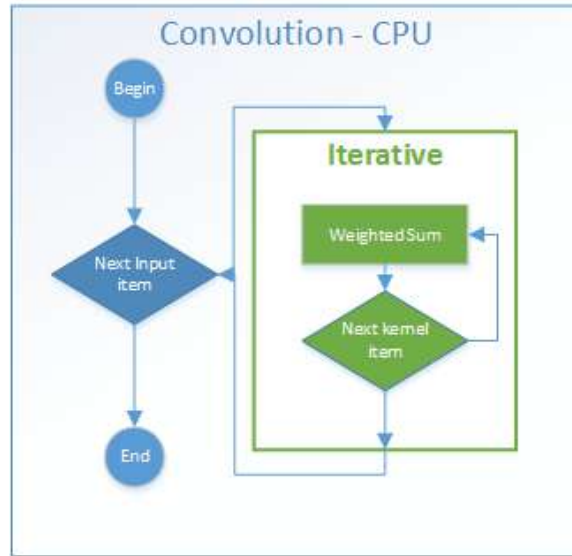 Convolution - CPU
Begin
Iterative
Weighted Sum
Next Input
item
Next kernel
item
End